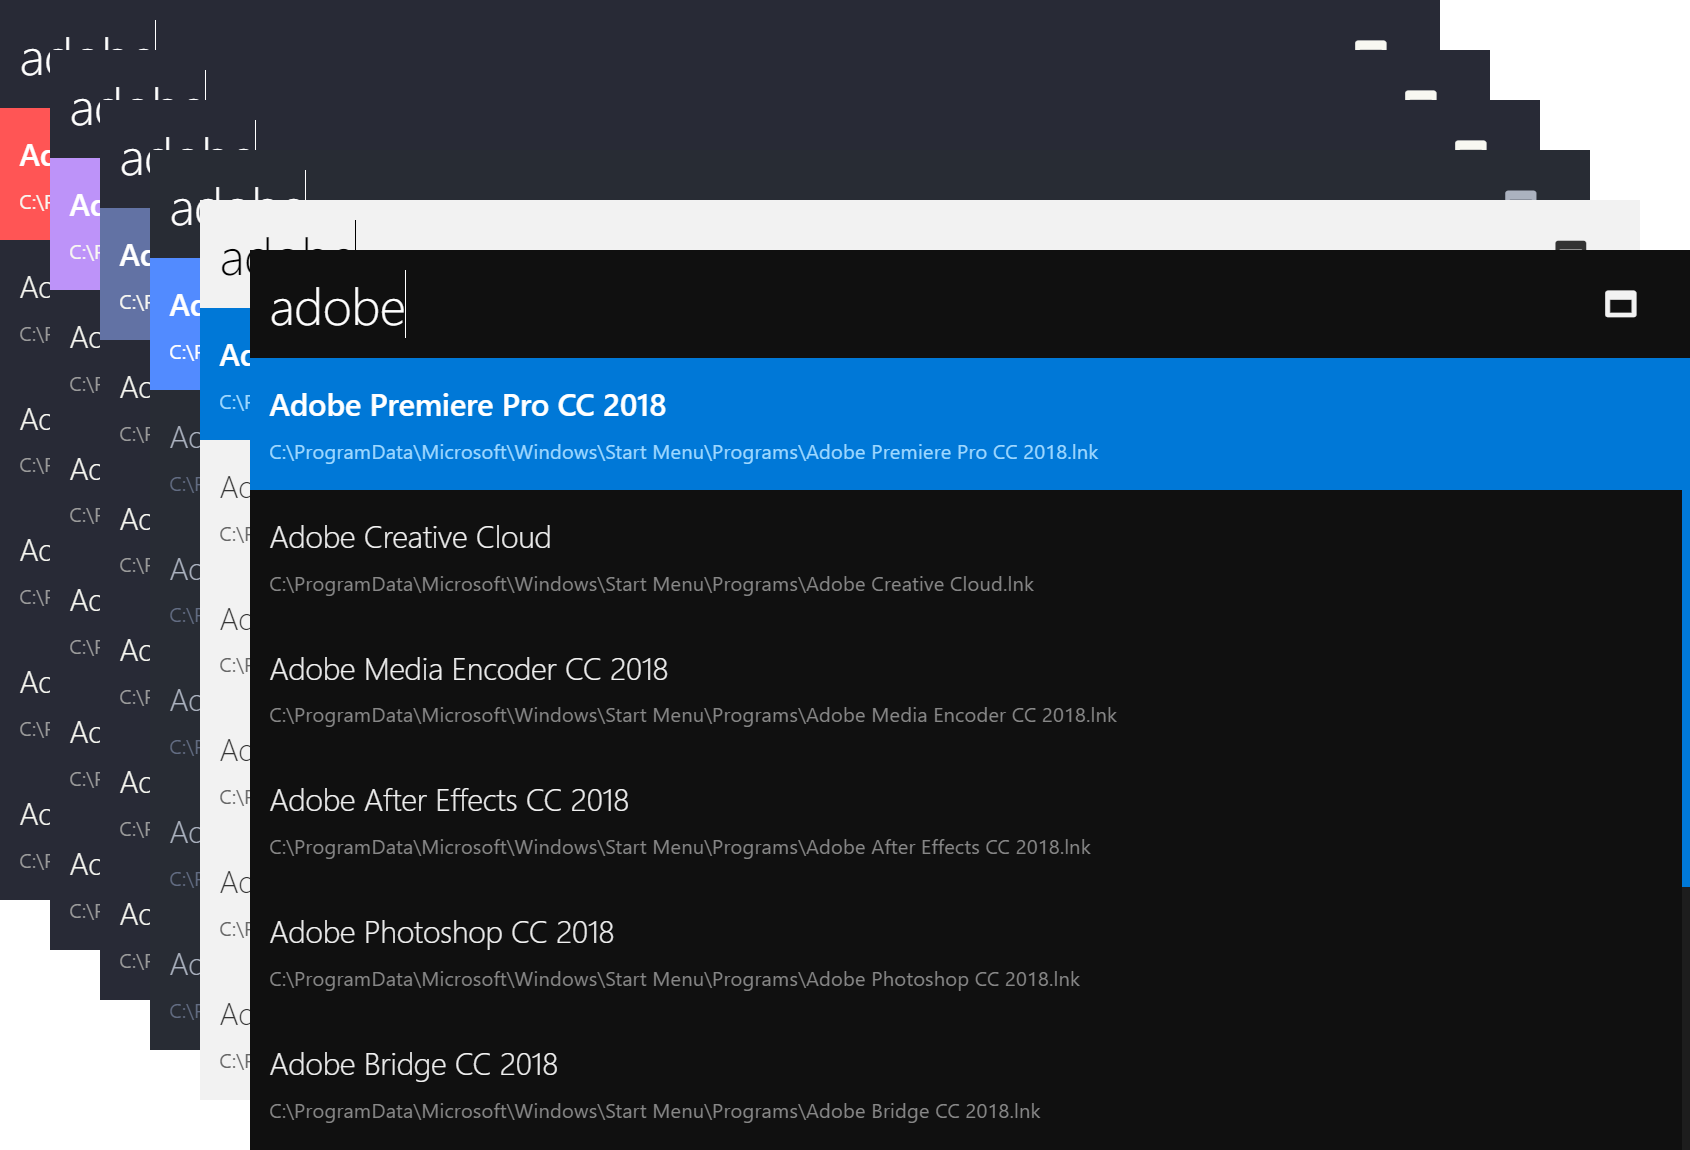 adobe
Adobe Premiere Pro CC 2018
C:\ProgramData\Microsoft\Windows\Start Menu\Programs\Adobe Premiere Pro CC 2018.lnk
Adobe Creative Cloud
C:\ProgramData\Microsoft\Windows\Start Menu\Programs\Adobe Creative Cloud.lnk
Adobe Media Encoder CC 2018
C:\ProgramData\Microsoft\Windows\Start Menu\Programs\Adobe Media Encoder CC 2018.lnk
Adobe After Effects CC 2018
C:\ProgramData\Microsoft\Windows\Start Menu\Programs\Adobe After Effects CC 2018.lnk
Adobe Photoshop CC 2018
C:\ProgramData\Microsoft\Windows\Start Menu\Programs\Adobe Photoshop CC 2018.lnk
Adobe Bridge CC 2018
C:\ProgramData\Microsoft\Windows\Start Menu\Programs\Adobe Bridge CC 2018.lnk